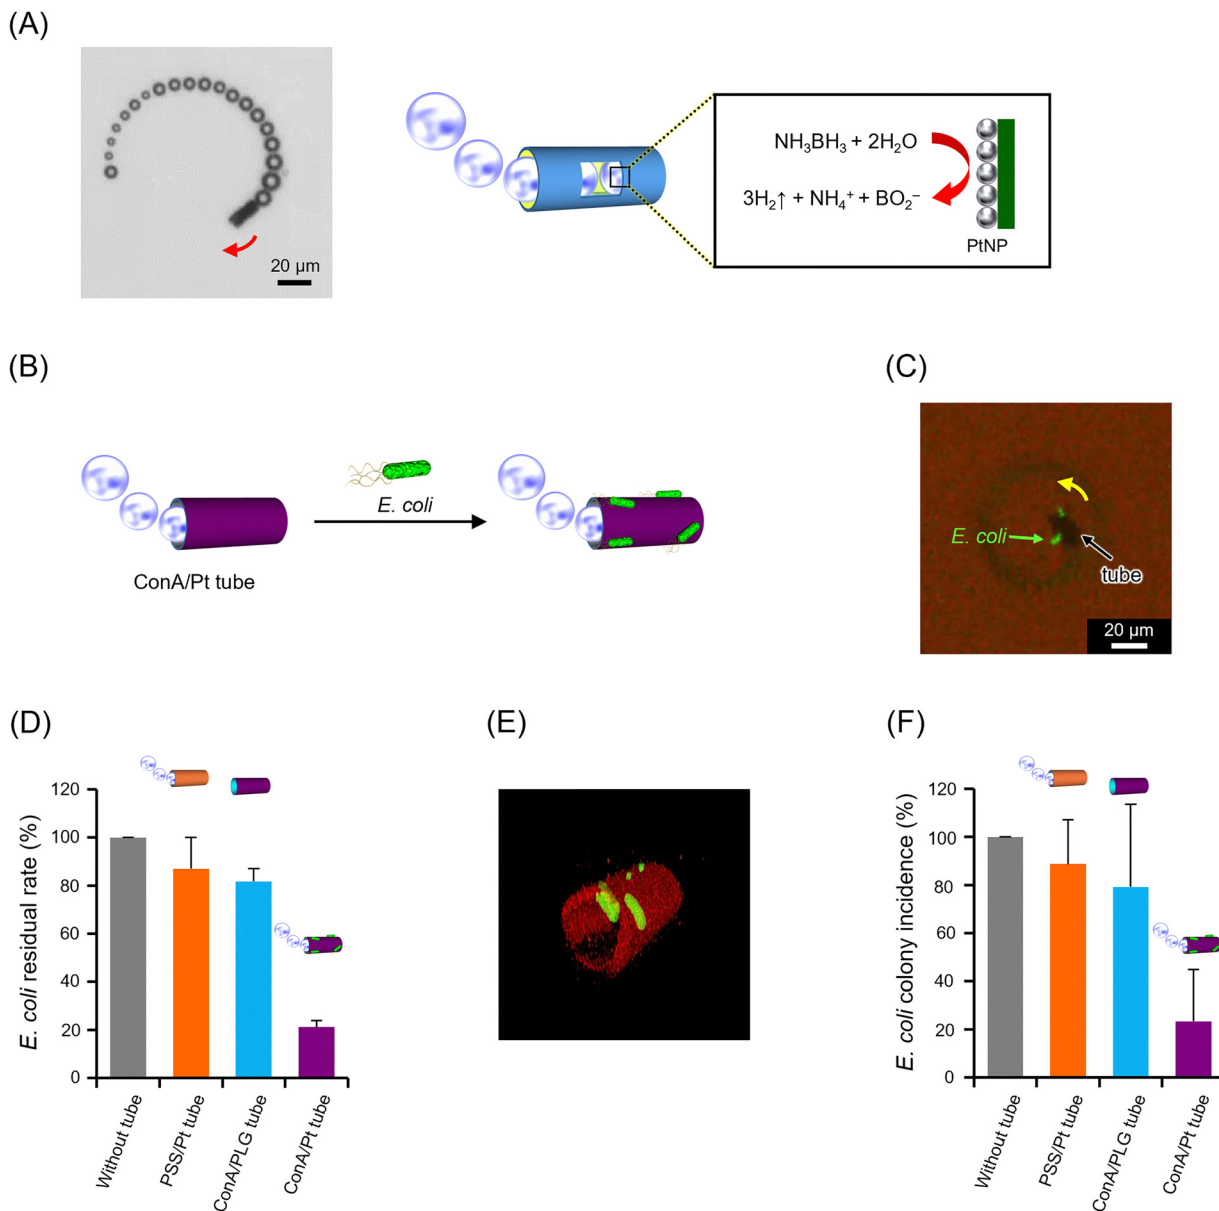 (A)
20 µm
NH₃BH₃ + 2H₂O
3H₂↑ + NH₄⁺ + BO₂⁻
PtNP
(B)
E. coli
ConA/Pt tube
(C)
E. coli
tube
20 µm
(D)
E. coli residual rate (%)
120
100
80
60
40
20
0
Without tube
PSS/Pt tube
ConA/PLG tube
ConA/Pt tube
(E)
(F)
E. coli colony incidence (%)
120
100
80
60
40
20
0
Without tube
PSS/Pt tube
ConA/PLG tube
ConA/Pt tube